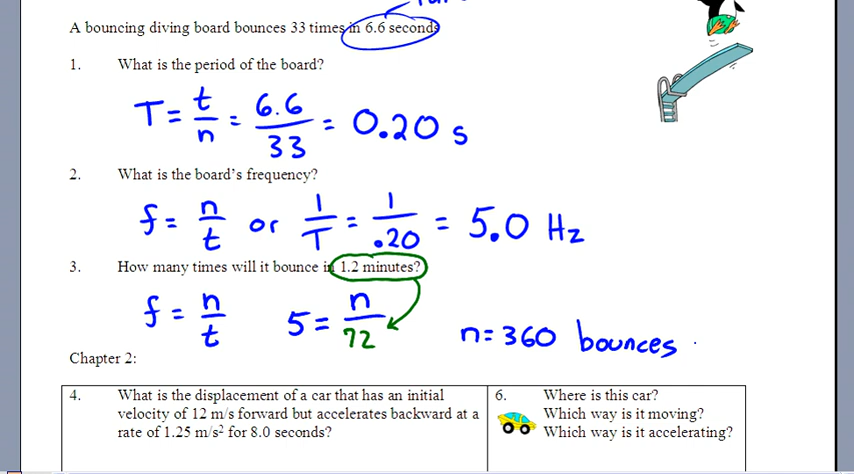 A bouncing diving board bounces 33 times in 6.6 seconds
1. What is the period of the board?
T = t/n = 6.6/33 = 0.20 s
2. What is the board's frequency?
f = n/t or 1/T = 1/.20 = 5.0 Hz
3. How many times will it bounce in 1.2 minutes?
f = n/t 5 = n/72 n = 360 bounces
Chapter 2:
4. What is the displacement of a car that has an initial
velocity of 12 m/s forward but accelerates backward at a
rate of 1.25 m/s² for 8.0 seconds?
6. Where is this car?
Which way is it moving?
Which way is it accelerating?